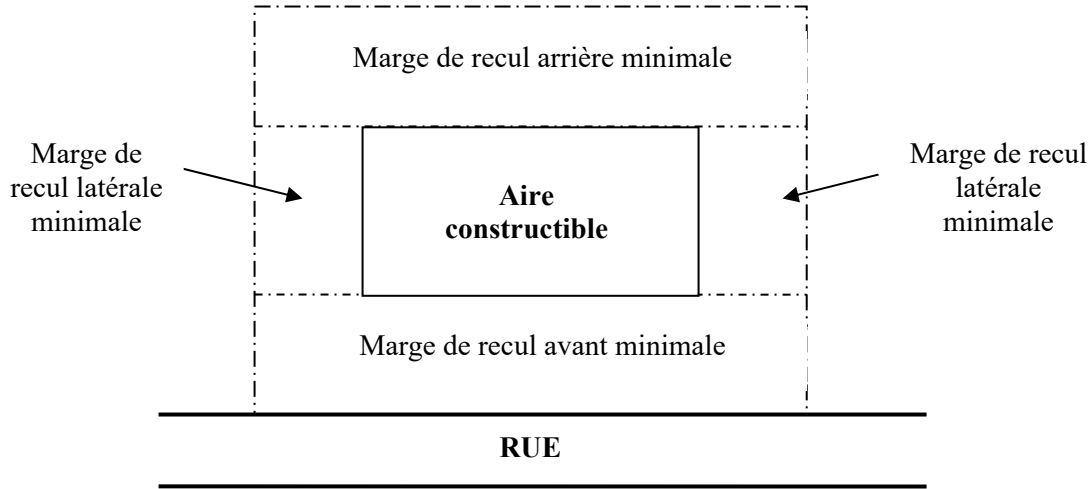 Marge de recul arrière minimale
Marge de
recul latérale
minimale
Aire
constructible
Marge de recul
latérale
minimale
Marge de recul avant minimale
RUE